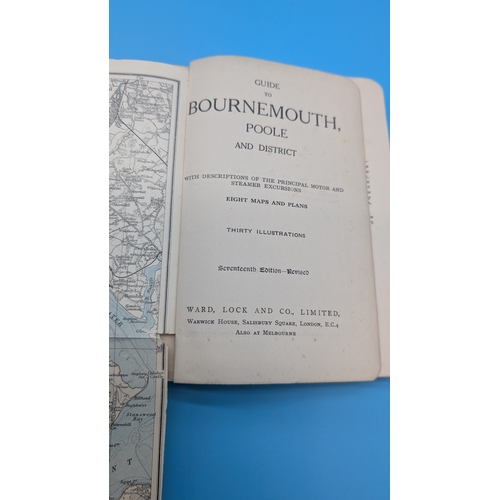 GUIDE
TO
BOURNEMOUTH,
POOLE
AND DISTRICT
WITH DESCRIPTIONS OF THE PRINCIPAL MOTOR AND
STEAMER EXCURSIONS
EIGHT MAPS AND PLANS
THIRTY ILLUSTRATIONS
Seventeenth Edition—Revised
WARD, LOCK AND CO., LIMITED,
WARWICK HOUSE, SALISBURY SQUARE, LONDON, E.C.4
ALSO AT MELBOURNE